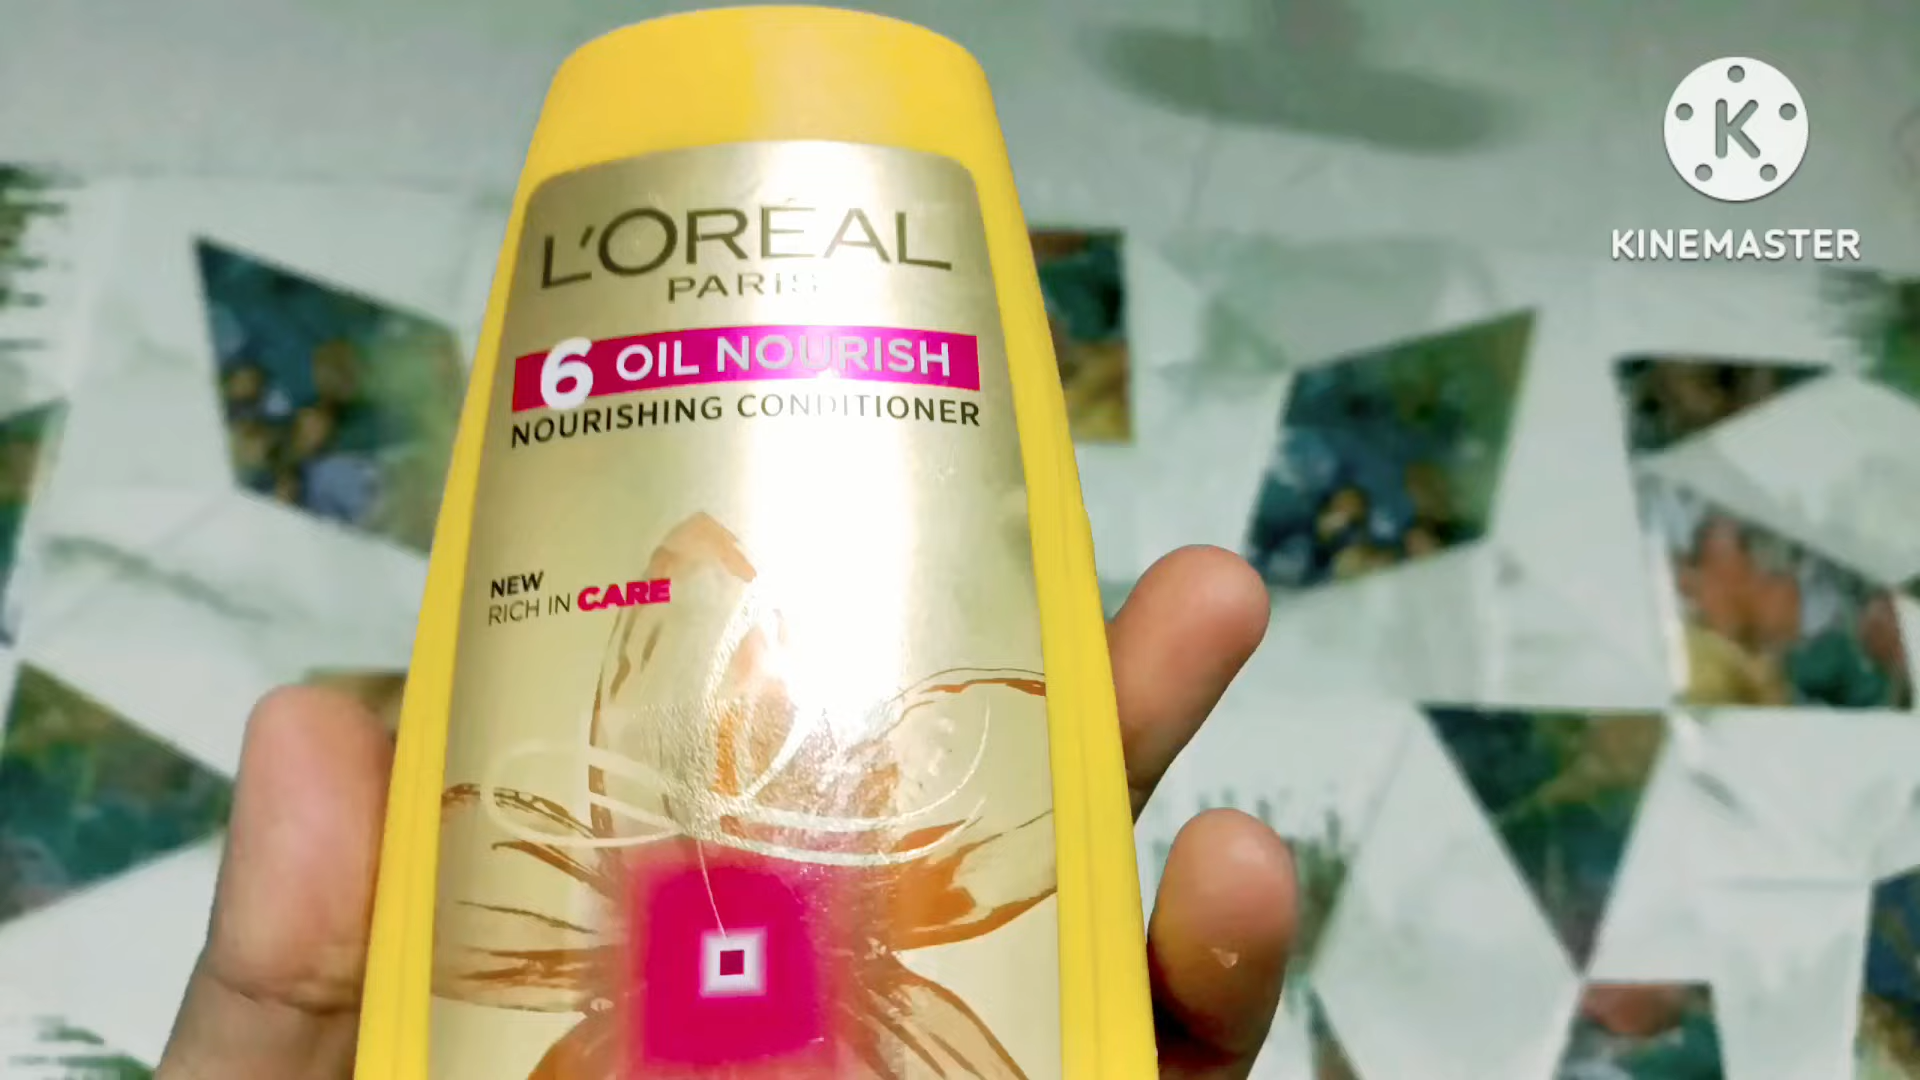 L'ORÉAL
PARIS
6 OIL NOURISH
NOURISHING CONDITIONER
NEW
RICH IN CARE
K
KINEMASTER